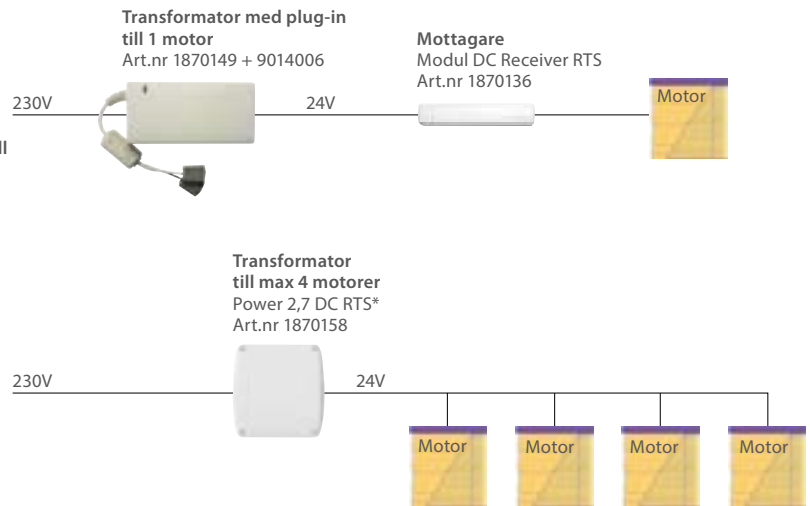 Transformator med plug-in
till 1 motor
Art.nr 1870149 + 9014006
Mottagare
Modul DC Receiver RTS
Art.nr 1870136
230V
24V
Motor
ll
Transformator
till max 4 motorer
Power 2,7 DC RTS*
Art.nr 1870158
230V
24V
Motor
Motor
Motor
Motor